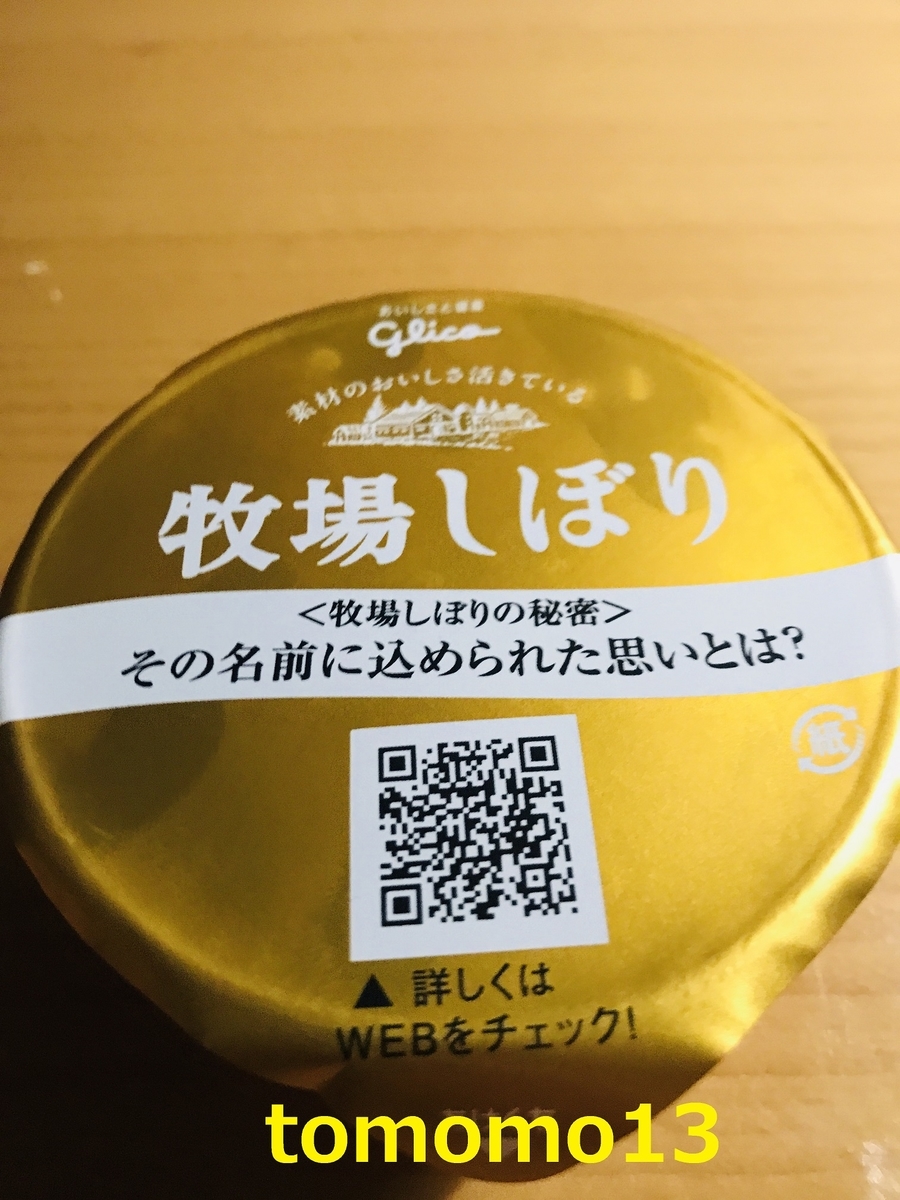 おいしさと健康
Glico
素材のおいしさ活きている
牧場しぼり
<牧場しぼりの秘密>
その名前に込められた思いとは?
紙
▲ 詳しくは
WEBをチェック!
tomomo13